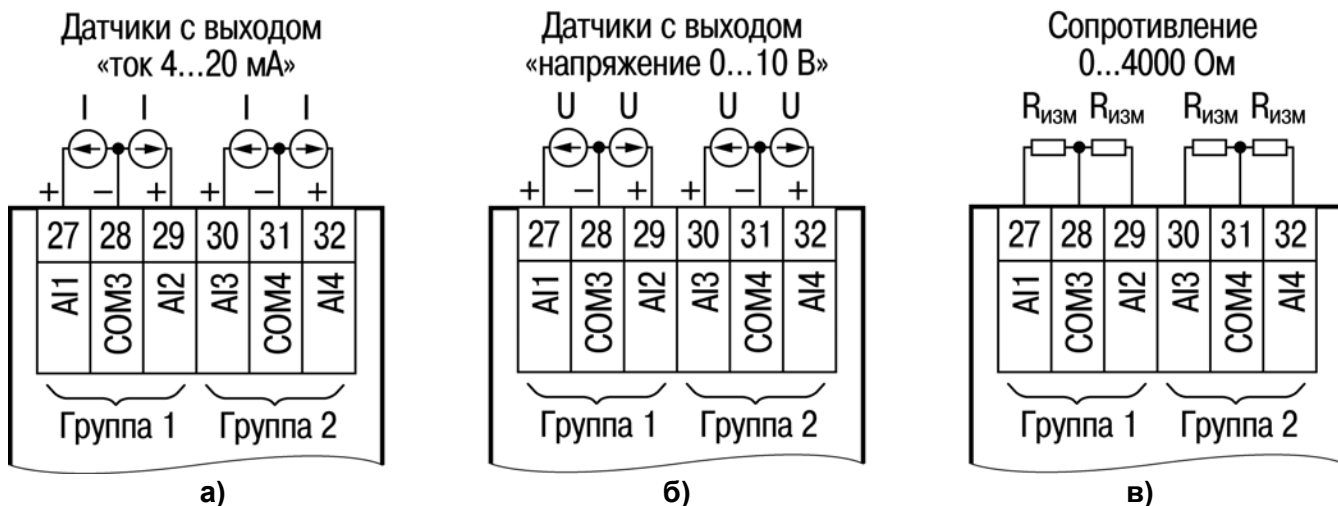 Датчики с выходом
«ток 4...20 мА»
I I I I
+ – + + – +
27 28 29 30 31 32
AI1 COM3 AI2 AI3 COM4 AI4
Группа 1 Группа 2
а)
Датчики с выходом
«напряжение 0...10 В»
U U U U
+ – + + – +
27 28 29 30 31 32
AI1 COM3 AI2 AI3 COM4 AI4
Группа 1 Группа 2
б)
Сопротивление
0...4000 Ом
Rизм Rизм Rизм Rизм
27 28 29 30 31 32
AI1 COM3 AI2 AI3 COM4 AI4
Группа 1 Группа 2
в)